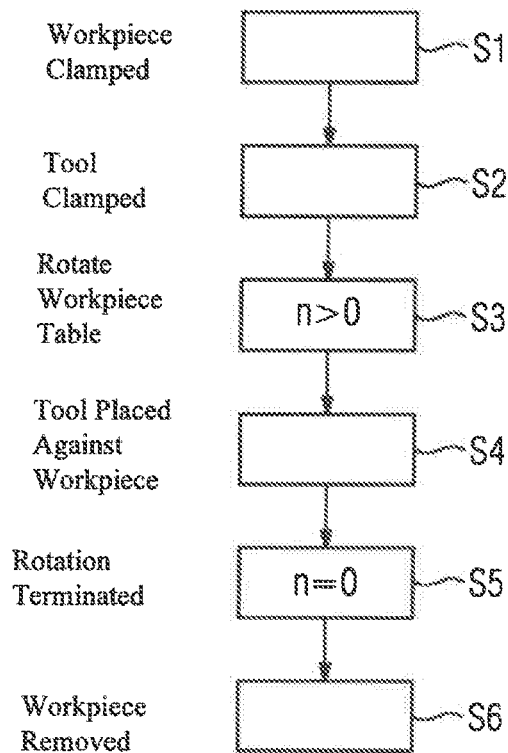 Workpiece
Clamped
S1
Tool
Clamped
S2
Rotate
Workpiece
Table
n>0
S3
Tool Placed
Against
Workpiece
S4
Rotation
Terminated
n=0
S5
Workpiece
Removed
S6